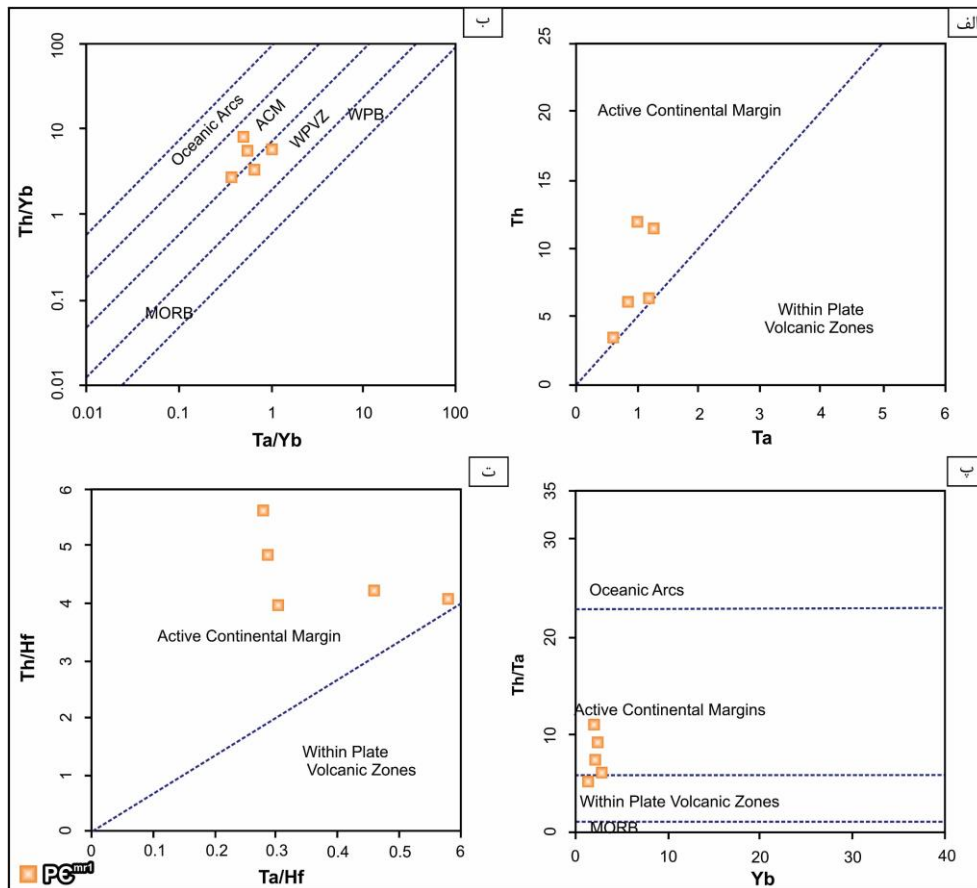 ب
100
10
1
0.1
0.01
Th/Yb
Oceanic Arcs
ACM
WPVZ
WPB
MORB
0.01 0.1 1 10 100
Ta/Yb
الف
25
20
15
10
5
0
Th
Active Continental Margin
Within Plate
Volcanic Zones
0 1 2 3 4 5 6
Ta
ت
6
5
4
3
2
1
0
Th/Hf
Active Continental Margin
Within Plate
Volcanic Zones
0 0.1 0.2 0.3 0.4 0.5 6
Ta/Hf
PЄmr1
پ
35
30
20
10
5
0
Th/Ta
Oceanic Arcs
Active Continental Margins
Within Plate Volcanic Zones
MORB
0 10 20 30 40
Yb